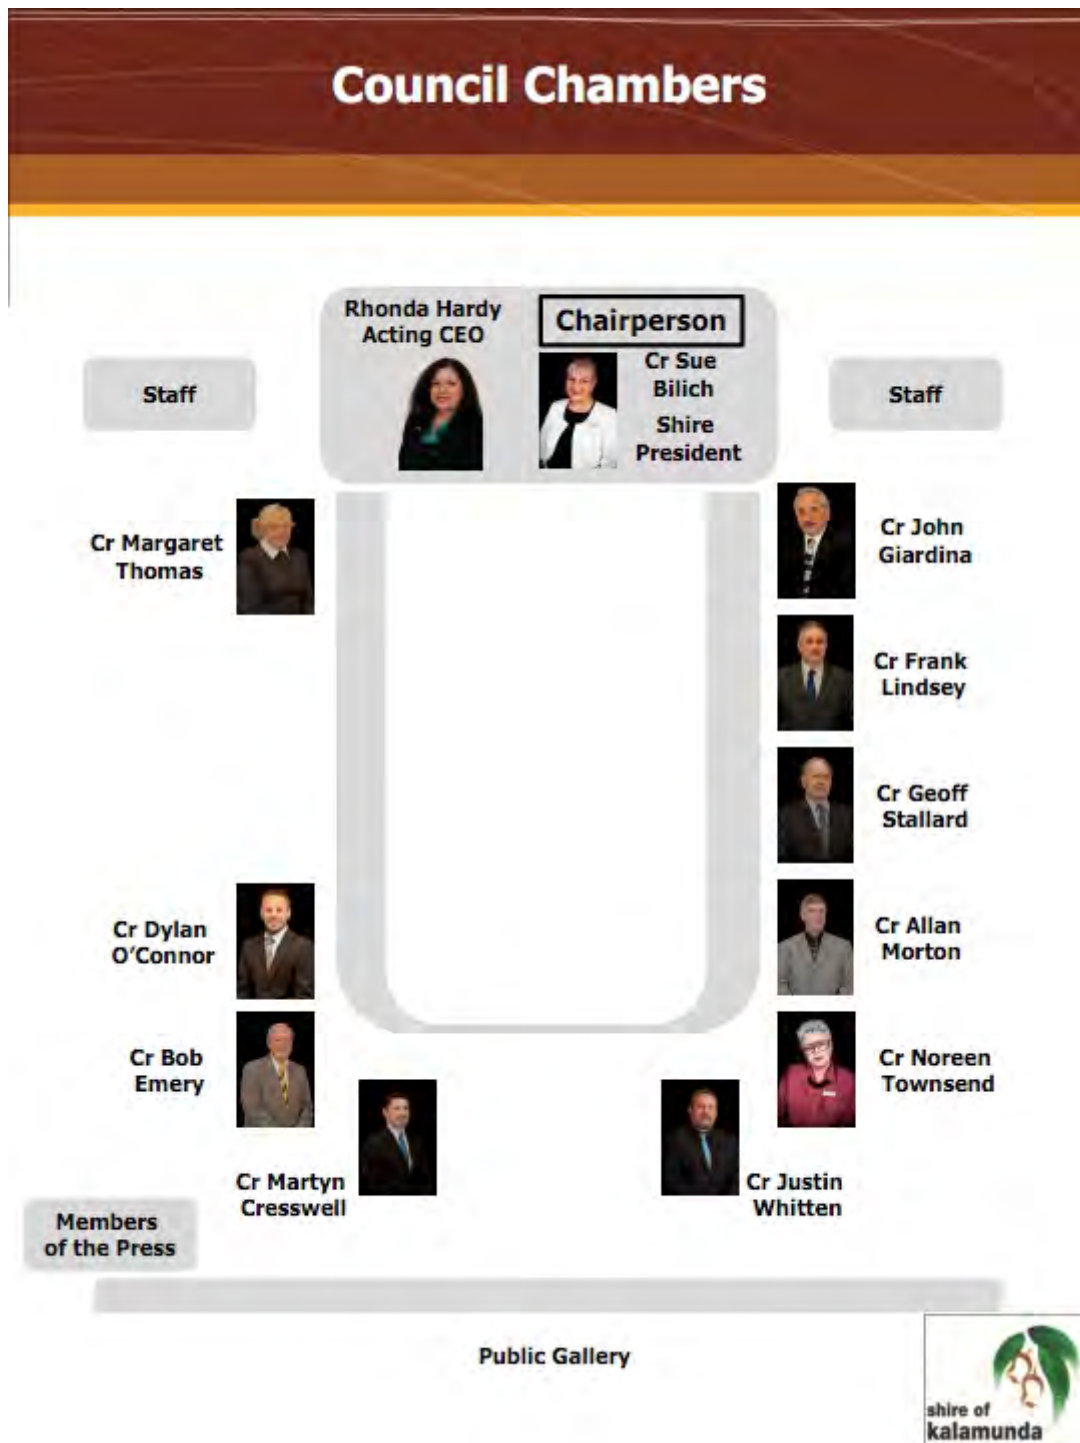 Council Chambers
Rhonda Hardy
Acting CEO
Chairperson
Cr Sue
Bilich
Shire
President
Staff
Staff
Cr Margaret
Thomas
Cr John
Giardina
Cr Frank
Lindsey
Cr Geoff
Stallard
Cr Dylan
O'Connor
Cr Allan
Morton
Cr Bob
Emery
Cr Noreen
Townsend
Cr Martyn
Cresswell
Cr Justin
Whitten
Members
of the Press
Public Gallery
shire of
kalamunda